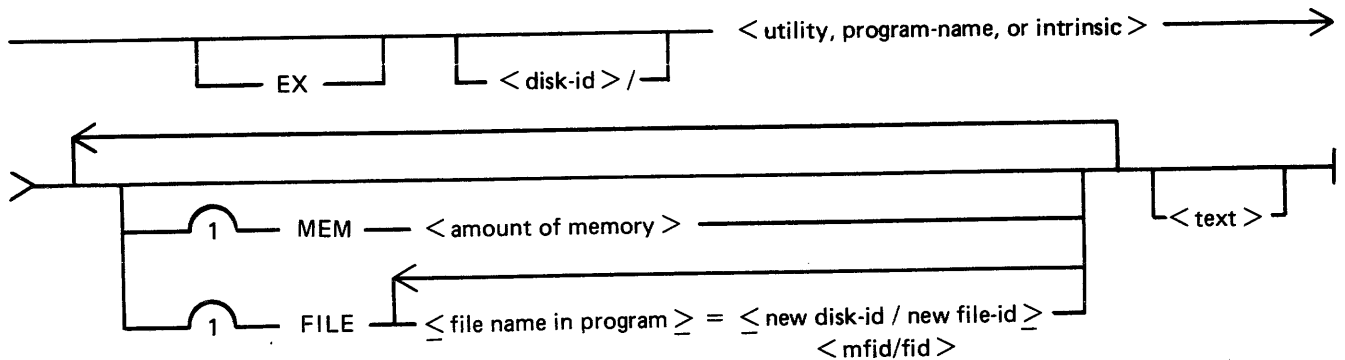 < utility, program-name, or intrinsic >
EX
< disk-id > /
1 MEM < amount of memory >
< text >
1 FILE ≤ file name in program ≥ = ≤ new disk-id / new file-id ≥
< mfid/fid >